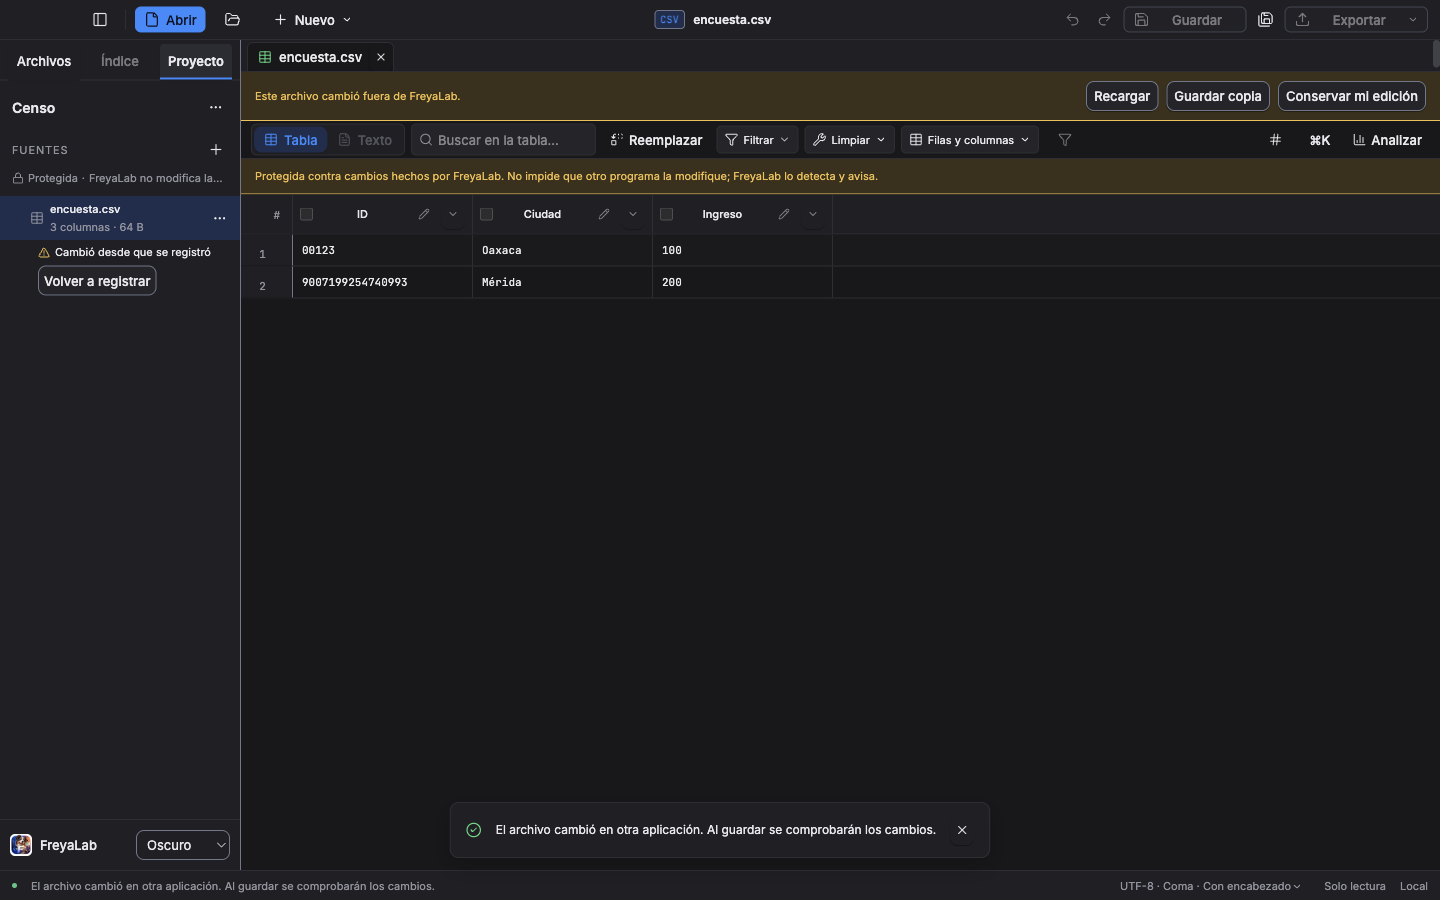 Abrir
Nuevo
CSV encuesta.csv
Guardar
Exportar
Archivos Índice Proyecto
encuesta.csv
Censo
Este archivo cambió fuera de FreyaLab.
Recargar Guardar copia Conservar mi edición
FUENTES
Protegida · FreyaLab no modifica la...
Tabla Texto Buscar en la tabla... Reemplazar Filtrar Limpiar Filas y columnas # ⌘K Analizar
Protegida contra cambios hechos por FreyaLab. No impide que otro programa la modifique; FreyaLab lo detecta y avisa.
encuesta.csv
3 columnas · 64 B
Cambió desde que se registró
Volver a registrar
# ID Ciudad Ingreso
1 00123 Oaxaca 100
2 9007199254740993 Mérida 200
El archivo cambió en otra aplicación. Al guardar se comprobarán los cambios.
FreyaLab Oscuro
El archivo cambió en otra aplicación. Al guardar se comprobarán los cambios.
UTF-8 · Coma · Con encabezado Solo lectura Local